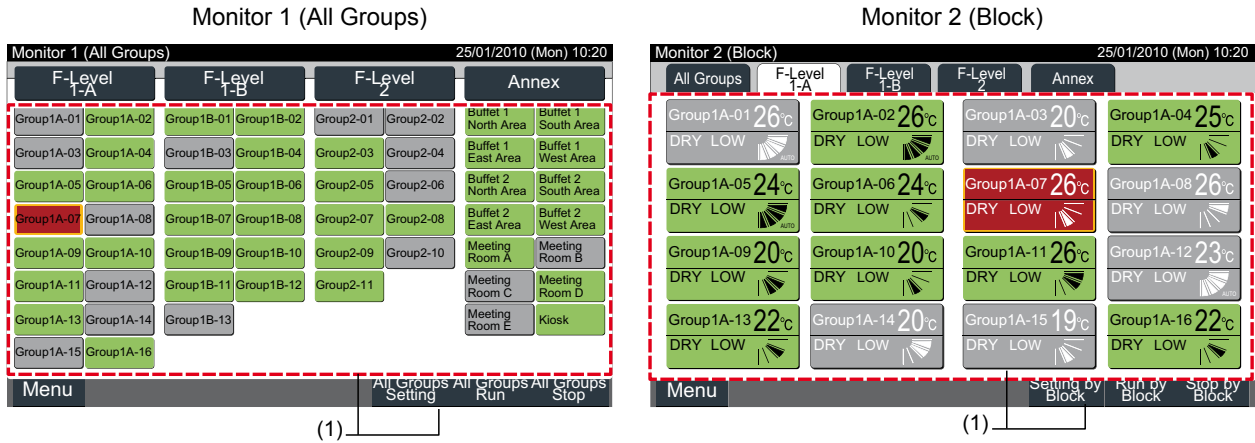 Monitor 1 (All Groups)
Monitor 1 (All Groups) 25/01/2010 (Mon) 10:20
F-Level 1-A
F-Level 1-B
F-Level 2
Annex
Group1A-01 Group1A-02 Group1B-01 Group1B-02 Group2-01 Group2-02 Buffet 1 North Area Buffet 1 South Area
Group1A-03 Group1A-04 Group1B-03 Group1B-04 Group2-03 Group2-04 Buffet 1 East Area Buffet 1 West Area
Group1A-05 Group1A-06 Group1B-05 Group1B-06 Group2-05 Group2-06 Buffet 2 North Area Buffet 2 South Area
Group1A-07 Group1A-08 Group1B-07 Group1B-08 Group2-07 Group2-08 Buffet 2 East Area Buffet 2 West Area
Group1A-09 Group1A-10 Group1B-09 Group1B-10 Group2-09 Group2-10 Meeting Room A Meeting Room B
Group1A-11 Group1A-12 Group1B-11 Group1B-12 Group2-11 Meeting Room C Meeting Room D
Group1A-13 Group1A-14 Group1B-13 Meeting Room E Kiosk
Group1A-15 Group1A-16
Menu
All Groups Setting
All Groups Run
All Groups Stop
(1)
Monitor 2 (Block)
Monitor 2 (Block) 25/01/2010 (Mon) 10:20
All Groups
F-Level 1-A
F-Level 1-B
F-Level 2
Annex
Group1A-01 26°C Group1A-02 26°C Group1A-03 20°C Group1A-04 25°C
DRY LOW AUTO DRY LOW AUTO DRY LOW DRY LOW
Group1A-05 24°C Group1A-06 24°C Group1A-07 26°C Group1A-08 26°C
DRY LOW AUTO DRY LOW DRY LOW DRY LOW
Group1A-09 20°C Group1A-10 20°C Group1A-11 26°C Group1A-12 23°C
DRY LOW DRY LOW DRY LOW DRY LOW AUTO
Group1A-13 22°C Group1A-14 20°C Group1A-15 19°C Group1A-16 22°C
DRY LOW DRY LOW DRY LOW DRY LOW
Menu
Setting by Block
Run by Block
Stop by Block
(1)